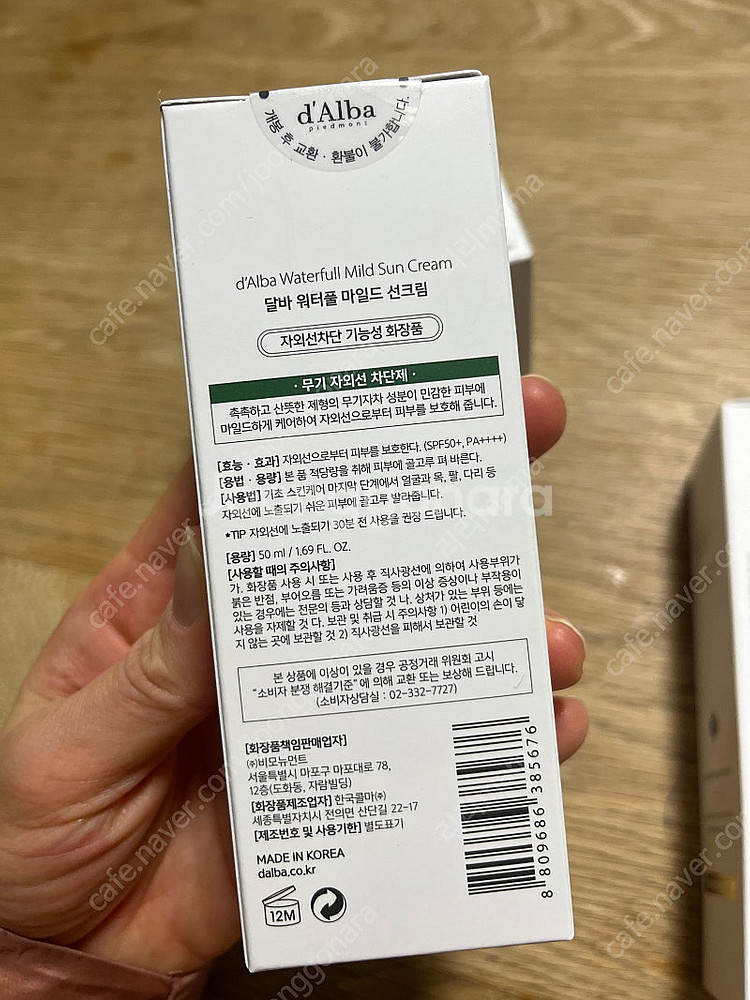 d'Alba
piedmont
개봉 후 교환 · 환불이 불가합니다.
d'Alba Waterfull Mild Sun Cream
달바 워터풀 마일드 선크림
자외선차단 기능성 화장품
· 무기 자외선 차단제 ·
촉촉하고 산뜻한 제형의 무기자차 성분이 민감한 피부에
마일드하게 케어하여 자외선으로부터 피부를 보호해 줍니다.
[효능 · 효과] 자외선으로부터 피부를 보호한다. (SPF50+, PA++++)
[용법 · 용량] 본 품 적당량을 취해 피부에 골고루 펴 바른다.
[사용법] 기초 스킨케어 마지막 단계에서 얼굴과 목, 팔, 다리 등
자외선에 노출되기 쉬운 피부에 골고루 발라줍니다.
*TIP 자외선에 노출되기 30분 전 사용을 권장 드립니다.
[용량] 50 ml / 1.69 FL. OZ.
[사용할 때의 주의사항]
가. 화장품 사용 시 또는 사용 후 직사광선에 의하여 사용부위가
붉은 반점, 부어오름 또는 가려움증 등의 이상 증상이나 부작용이
있는 경우에는 전문의 등과 상담할 것 나. 상처가 있는 부위 등에는
사용을 자제할 것 다. 보관 및 취급 시 주의사항 1) 어린이의 손이 닿
지 않는 곳에 보관할 것 2) 직사광선을 피해서 보관할 것
본 상품에 이상이 있을 경우 공정거래 위원회 고시
"소비자 분쟁 해결기준"에 의해 교환 또는 보상해 드립니다.
(소비자상담실 : 02-332-7727)
[화장품책임판매업자]
㈜비모뉴먼트
서울특별시 마포구 마포대로 78,
12층(도화동, 자람빌딩)
[화장품제조업자] 한국콜마㈜
세종특별자치시 전의면 산단길 22-17
[제조번호 및 사용기한] 별도표기
MADE IN KOREA
dalba.co.kr
12M
8 809686 385676
cafe.naver.com/joonggonara